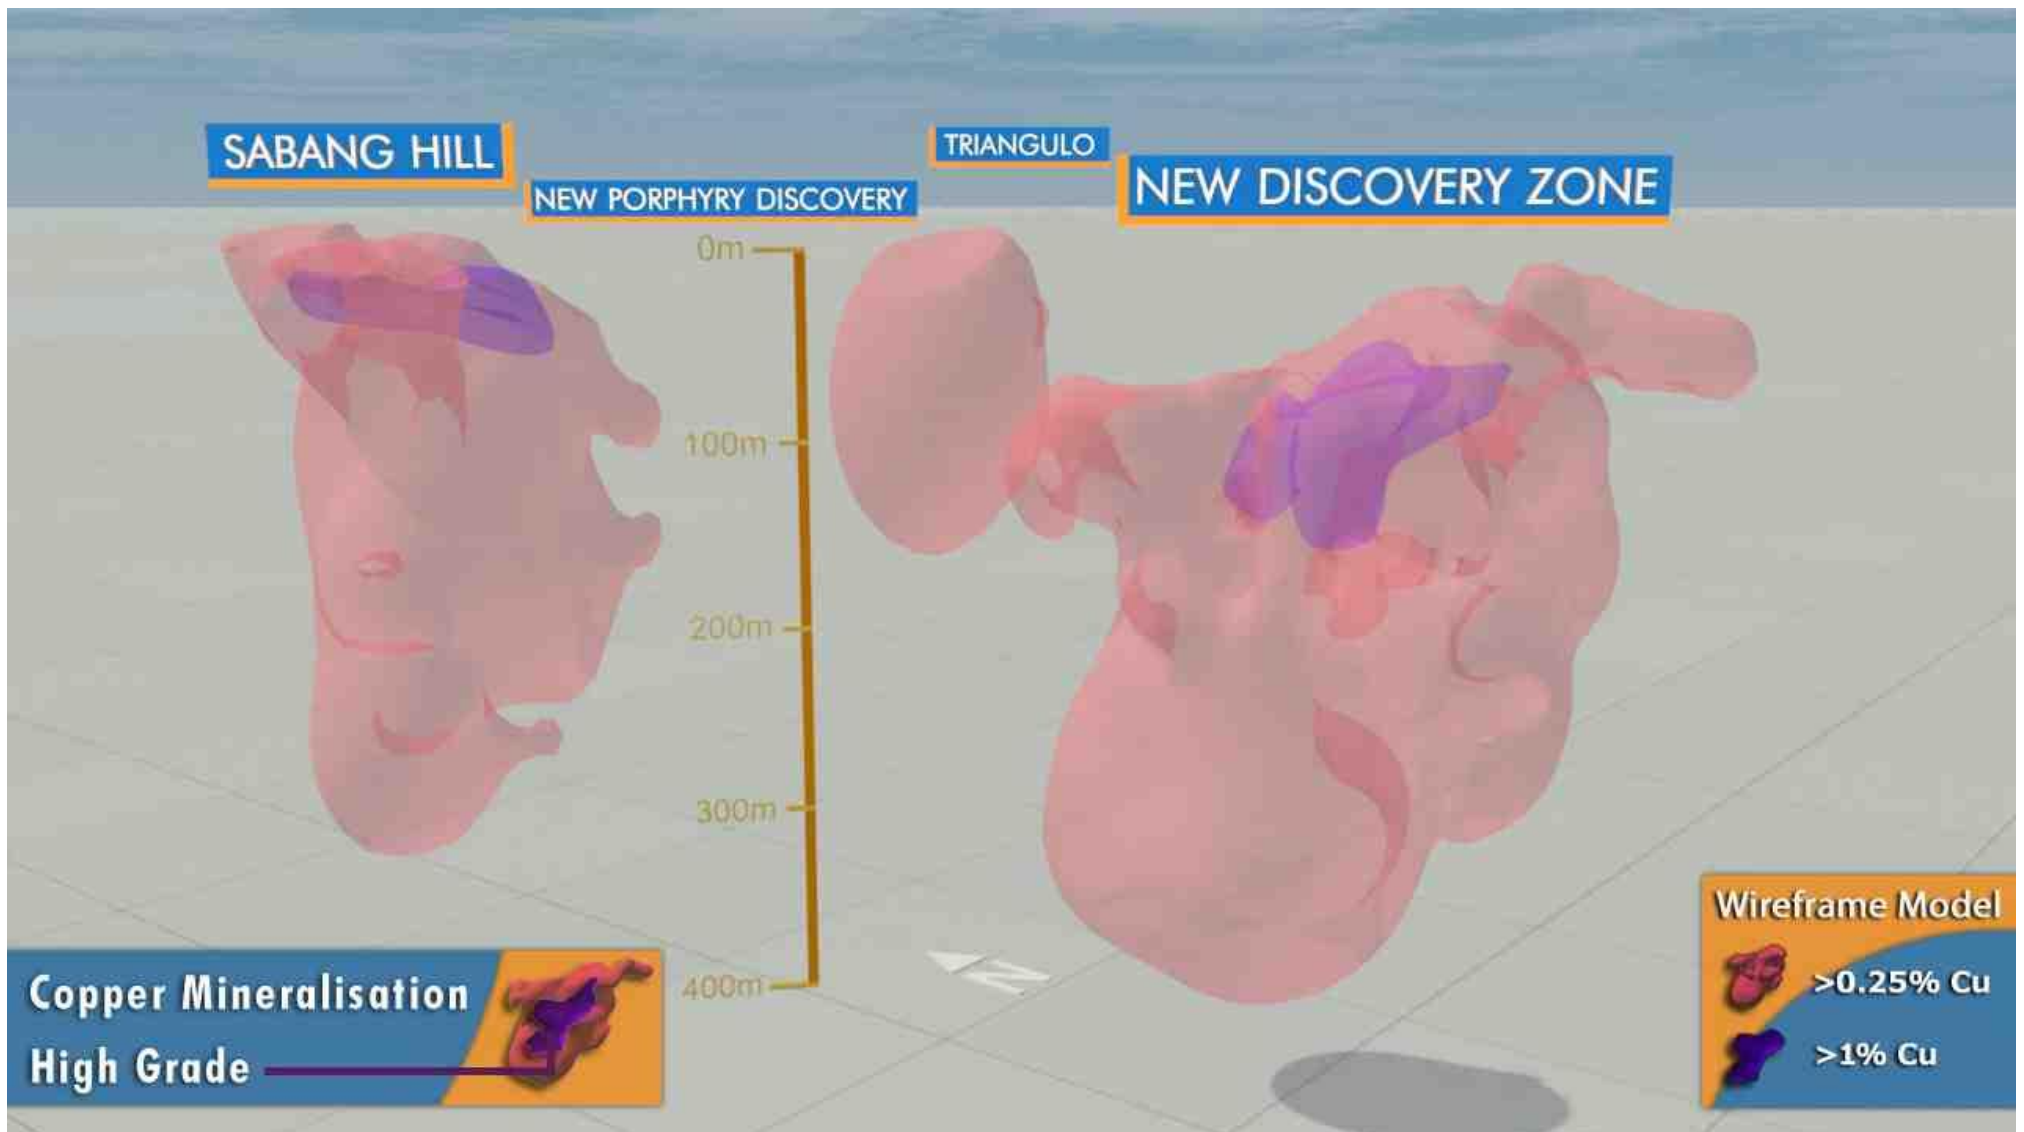 SABANG HILL
NEW PORPHYRY DISCOVERY
TRIANGULO
NEW DISCOVERY ZONE
0m
100m
200m
300m
400m
N
Copper Mineralisation
High Grade
Wireframe Model
>0.25% Cu
>1% Cu